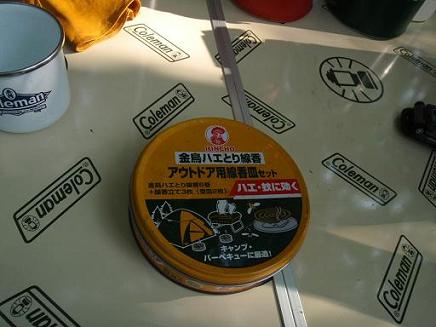 KINCHO
金鳥ハエとり線香
アウトドア用線香皿セット
金鳥ハエとり線香6巻
ハエ・蚊に効く
キャンプ・
バーベキューに最適!
Coleman
Coleman
Coleman
Coleman
Coleman
Coleman
Coleman
Coleman